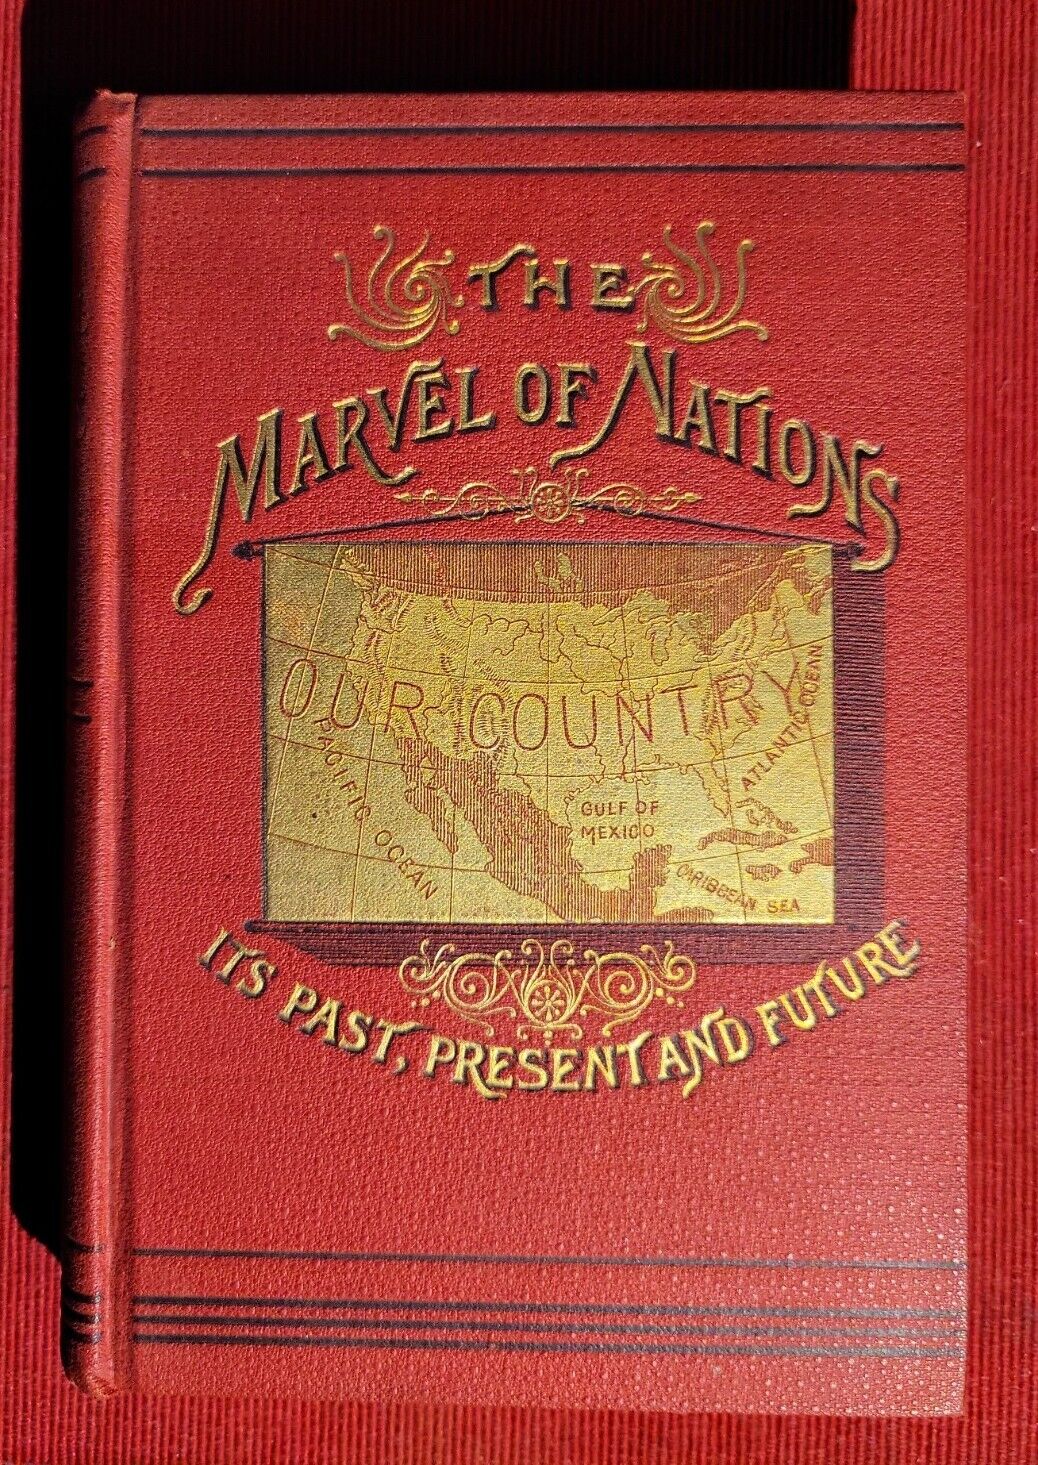 THE
MARVEL OF NATIONS
OUR COUNTRY
PACIFIC OCEAN
ATLANTIC OCEAN
GULF OF
MEXICO
CARIBBEAN SEA
ITS PAST, PRESENT AND FUTURE